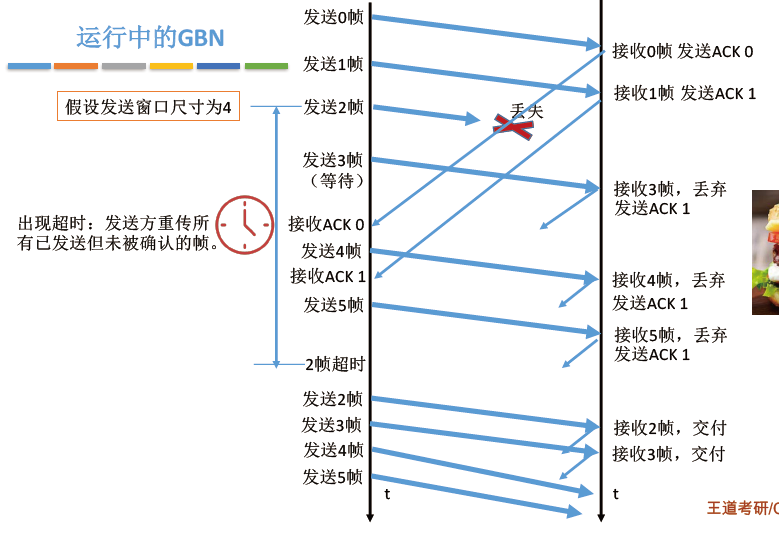 运行中的GBN
假设发送窗口尺寸为4
出现超时：发送方重传所
有已发送但未被确认的帧。
发送0帧
发送1帧
发送2帧
发送3帧
（等待）
接收ACK 0
发送4帧
接收ACK 1
发送5帧
2帧超时
发送2帧
发送3帧
发送4帧
发送5帧
t
丢失
接收0帧 发送ACK 0
接收1帧 发送ACK 1
接收3帧，丢弃
发送ACK 1
接收4帧，丢弃
发送ACK 1
接收5帧，丢弃
发送ACK 1
接收2帧，交付
接收3帧，交付
t
王道考研/